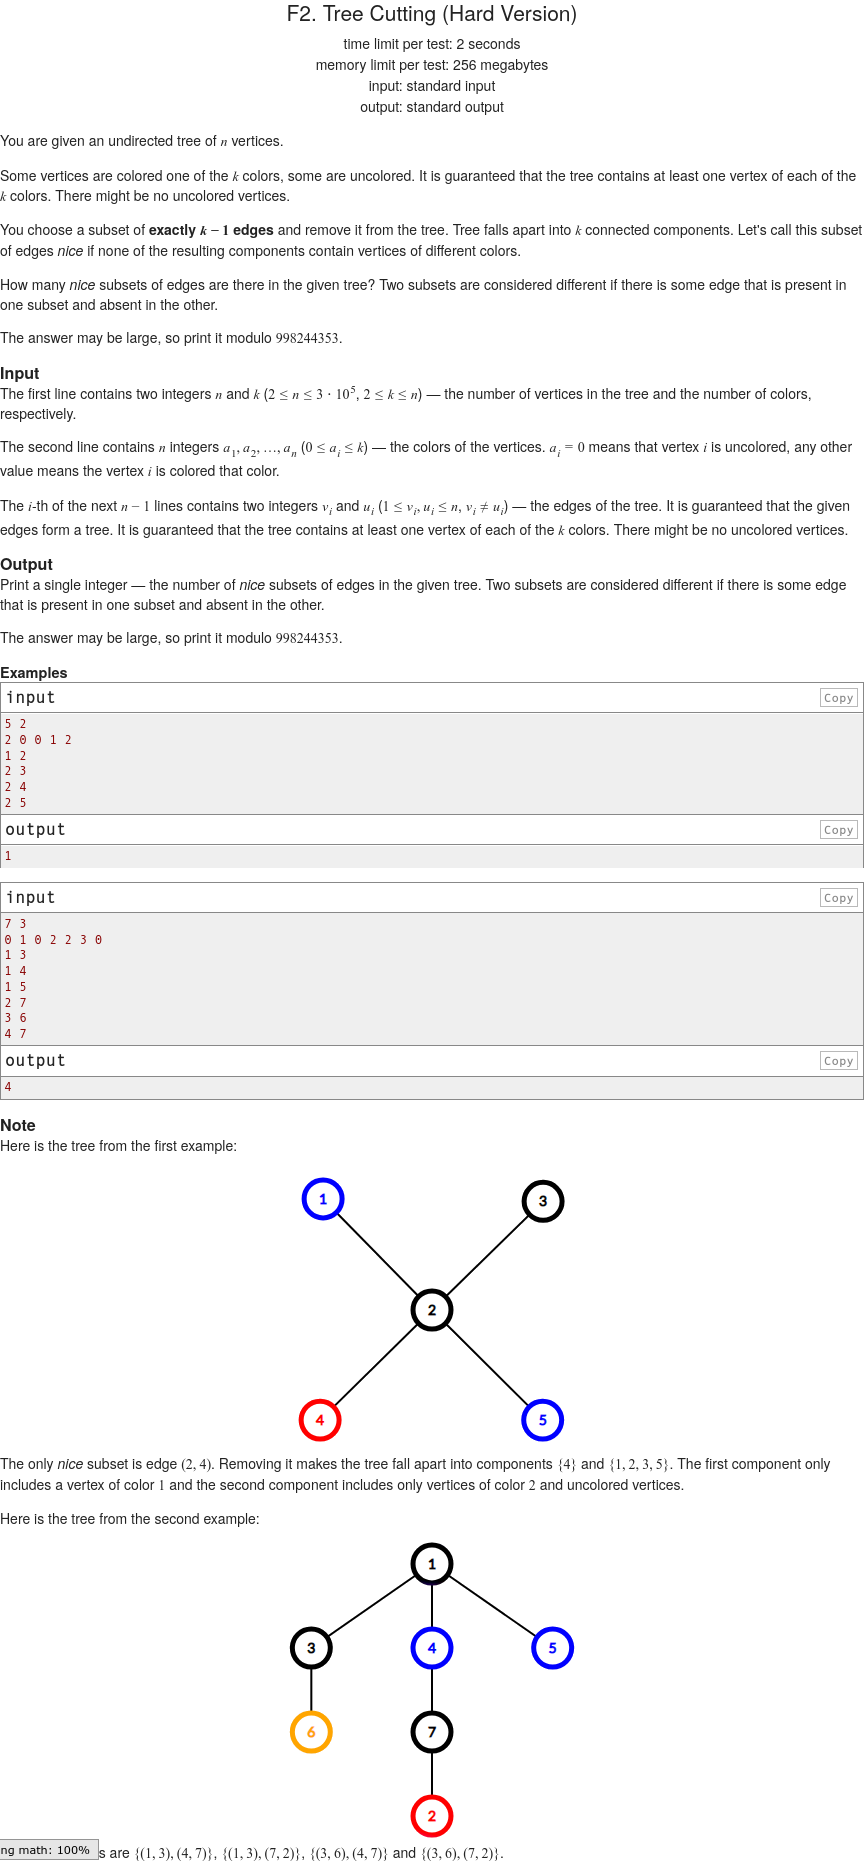 F2. Tree Cutting (Hard Version)
time limit per test: 2 seconds
memory limit per test: 256 megabytes
input: standard input
output: standard output
You are given an undirected tree of n vertices.
Some vertices are colored one of the k colors, some are uncolored. It is guaranteed that the tree contains at least one vertex of each of the
k colors. There might be no uncolored vertices.
You choose a subset of exactly k − 1 edges and remove it from the tree. Tree falls apart into k connected components. Let's call this subset
of edges nice if none of the resulting components contain vertices of different colors.
How many nice subsets of edges are there in the given tree? Two subsets are considered different if there is some edge that is present in
one subset and absent in the other.
The answer may be large, so print it modulo 998244353.
Input
The first line contains two integers n and k (2 ≤ n ≤ 3 · 10^5, 2 ≤ k ≤ n) — the number of vertices in the tree and the number of colors,
respectively.
The second line contains n integers a_1, a_2, …, a_n (0 ≤ a_i ≤ k) — the colors of the vertices. a_i = 0 means that vertex i is uncolored, any other
value means the vertex i is colored that color.
The i-th of the next n − 1 lines contains two integers v_i and u_i (1 ≤ v_i, u_i ≤ n, v_i ≠ u_i) — the edges of the tree. It is guaranteed that the given
edges form a tree. It is guaranteed that the tree contains at least one vertex of each of the k colors. There might be no uncolored vertices.
Output
Print a single integer — the number of nice subsets of edges in the given tree. Two subsets are considered different if there is some edge
that is present in one subset and absent in the other.
The answer may be large, so print it modulo 998244353.
Examples
input Copy
5 2
2 0 0 1 2
1 2
2 3
2 4
2 5
output Copy
1
input Copy
7 3
0 1 0 2 2 3 0
1 3
1 4
1 5
2 7
3 6
4 7
output Copy
4
Note
Here is the tree from the first example:
1 3
2
4 5
The only nice subset is edge (2, 4). Removing it makes the tree fall apart into components {4} and {1, 2, 3, 5}. The first component only
includes a vertex of color 1 and the second component includes only vertices of color 2 and uncolored vertices.
Here is the tree from the second example:
1
3 4 5
6 7
2
ng math: 100% s are {(1, 3), (4, 7)}, {(1, 3), (7, 2)}, {(3, 6), (4, 7)} and {(3, 6), (7, 2)}.